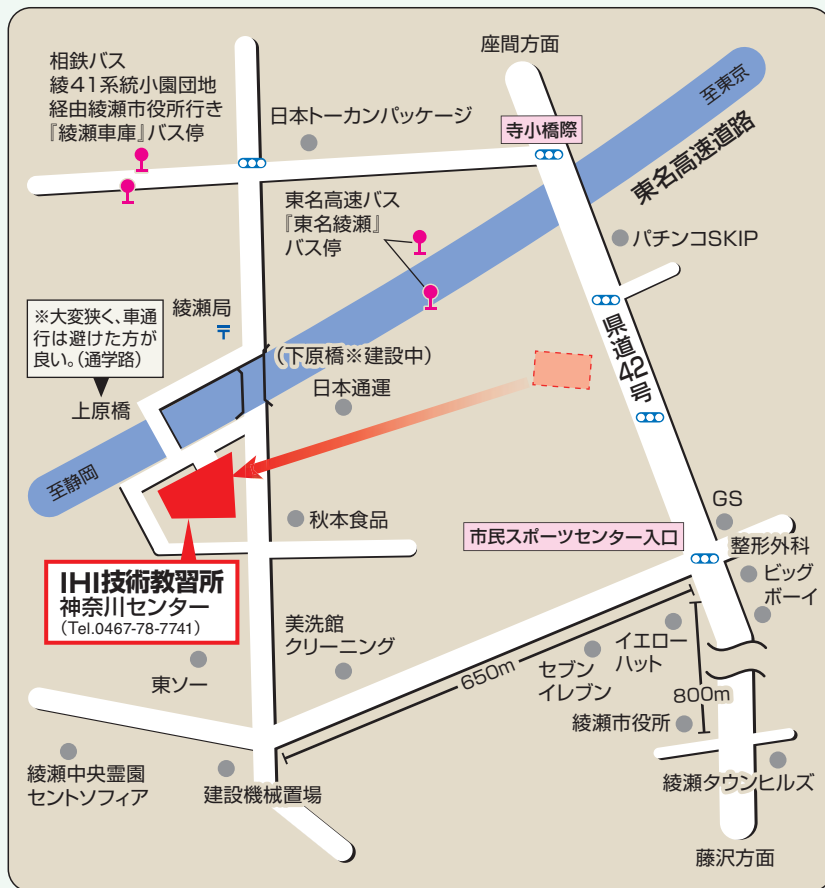 座間方面
相鉄バス
綾41系統小園団地
経由綾瀬市役所行き
『綾瀬車庫』バス停
日本トーカンパッケージ
寺小橋際
至東京
東名高速道路
東名高速バス
『東名綾瀬』
バス停
パチンコSKIP
綾瀬局
〒
※大変狭く、車通
行は避けた方が
良い。(通学路)
上原橋
(下原橋※建設中)
日本通運
県道42号
至静岡
秋本食品
GS
市民スポーツセンター入口
整形外科
ビッグ
ボーイ
IHI技術教習所
神奈川センター
(Tel.0467-78-7741)
美洗館
クリーニング
イエロー
ハット
セブン
イレブン
650m
800m
東ソー
綾瀬市役所
綾瀬中央霊園
セントソフィア
建設機械置場
綾瀬タウンヒルズ
藤沢方面